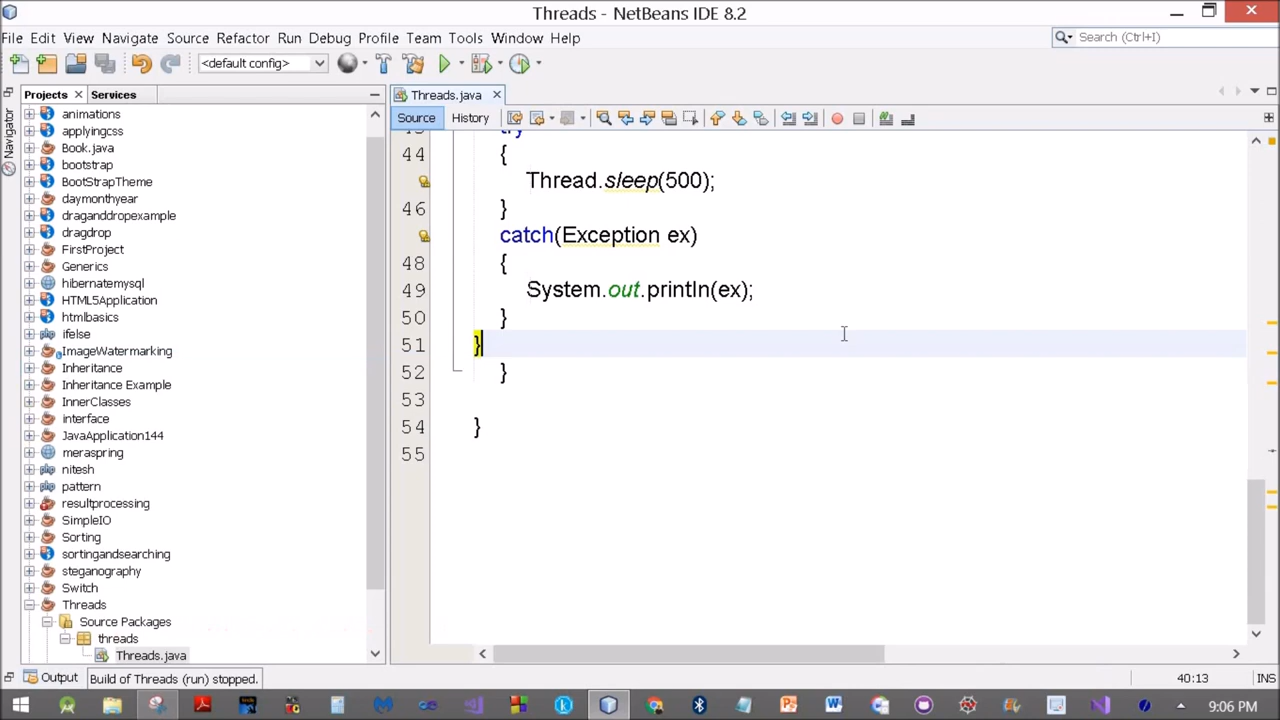 Threads - NetBeans IDE 8.2
File Edit View Navigate Source Refactor Run Debug Profile Team Tools Window Help
Search (Ctrl+I)
<default config>
Projects Services
Threads.java
Source History
Navigator
animations
applyingcss
Book.java
bootstrap
BootStrapTheme
daymonthyear
draganddropexample
dragdrop
FirstProject
Generics
hibernatemysql
HTML5Application
htmlbasics
ifelse
ImageWatermarking
Inheritance
Inheritance Example
InnerClasses
interface
JavaApplication144
meraspring
nitesh
pattern
resultprocessing
SimpleIO
Sorting
sortingandsearching
steganography
Switch
Threads
Source Packages
threads
Threads.java
try
44 {
Thread.sleep(500);
46 }
catch(Exception ex)
48 {
49 System.out.println(ex);
50 }
51 }
52 }
53
54 }
55
Output
Build of Threads (run) stopped.
40:13 INS
9:06 PM